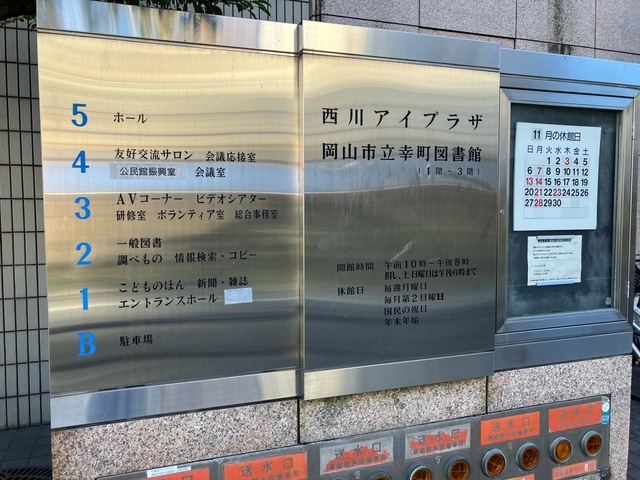 5 ホール
4 友好交流サロン 会議応接室
公民館振興室 会議室
3 AVコーナー ビデオシアター
研修室 ボランティア室 総合事務室
2 一般図書
調べもの 情報検索・コピー
1 こどものほん 新聞・雑誌
エントランスホール
B 駐車場
西川アイプラザ
岡山市立幸町図書館
(1階-3階)
開館時間 午前10時~午後8時
但し土日曜日は午後6時まで
休館日 毎週月曜日
毎月第2日曜日
国民の祝日
年末年始
11 月の休館日
日 月 火 水 木 金 土
1 2 3 4 5
6 7 8 9 10 11 12
13 14 15 16 17 18 19
20 21 22 23 24 25 26
27 28 29 30
送水口
送水口
送水口
送水口
送水口